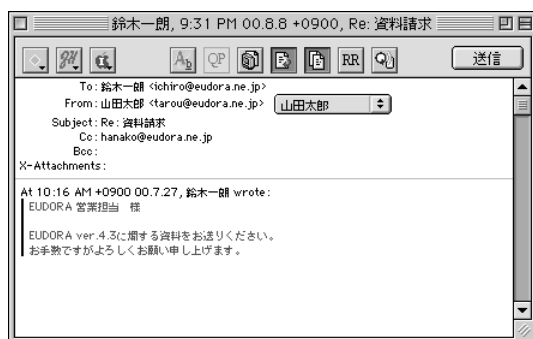 鈴木一朗, 9:31 PM 00.8.8 +0900, Re: 資料請求
QP
RR
送信
To: 鈴木一朗 <ichiro@eudora.ne.jp>
From: 山田太郎 <tarou@eudora.ne.jp>
山田太郎
Subject: Re: 資料請求
Cc: hanako@eudora.ne.jp
Bcc:
X-Attachments:
At 10:16 AM +0900 00.7.27, 鈴木一朗 wrote:
EUDORA 営業担当 様
EUDORA ver.4.3に関する資料をお送りください。
お手数ですがよろしくお願い申し上げます。